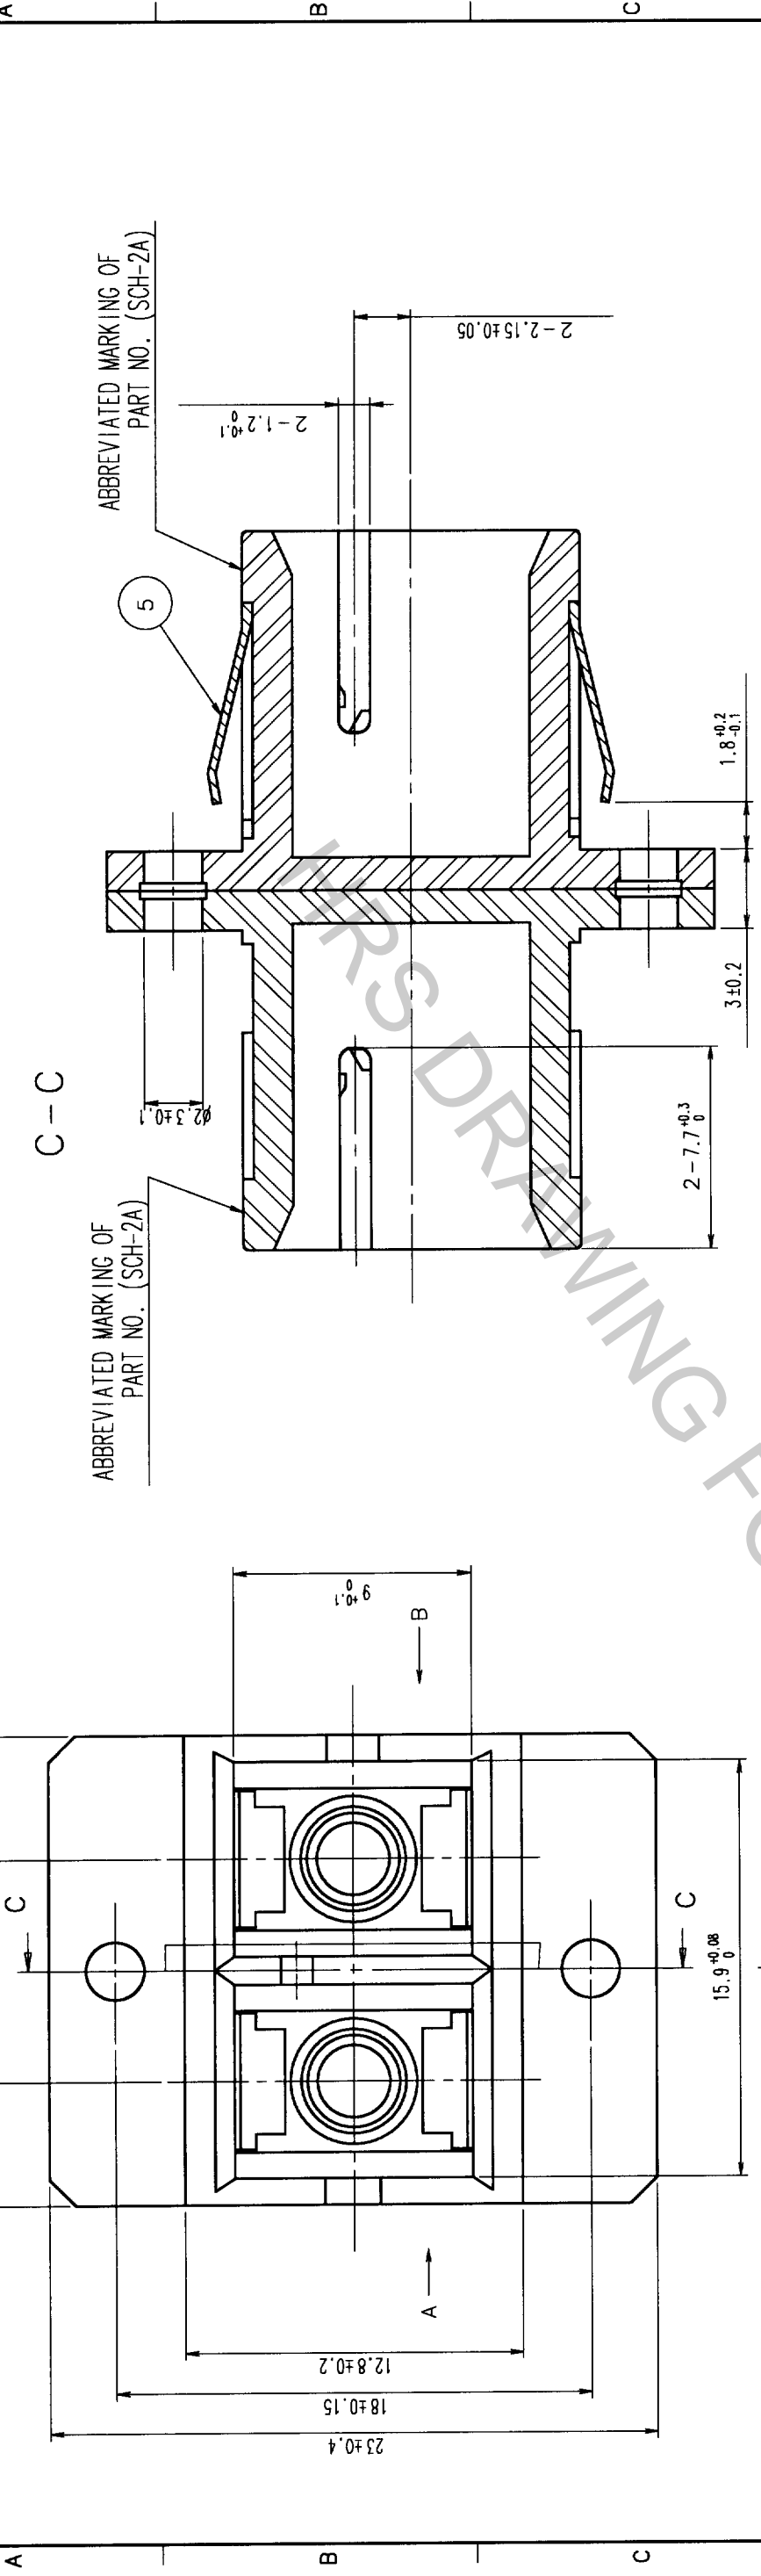 A
B
C
ABBREVIATED MARKING OF
PART NO. (SCH-2A)
5
2-1.2 +0.1 0
2-2.15±0.05
1.8 +0.2 -0.1
3±0.2
C-C
ø2.3±0.1
2-7.7 +0.3 0
ABBREVIATED MARKING OF
PART NO. (SCH-2A)
HRS DRAWING FO
9 +0.1 0
B
C
C
15.9 +0.08 0
A
12.8±0.2
18±0.15
23±0.4
A
B
C